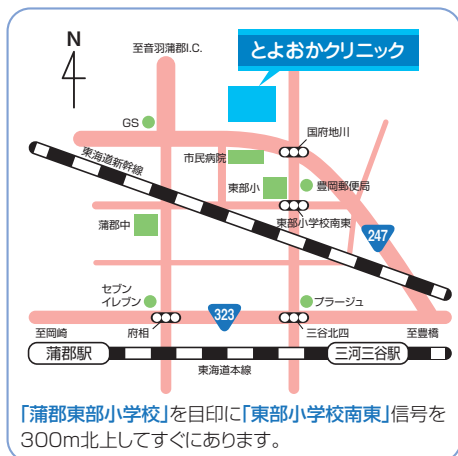 N
至音羽蒲郡I.C.
とよおかクリニック
GS
国府地川
東海道新幹線
市民病院
東部小
豊岡郵便局
蒲郡中
東部小学校南東
247
セブン
イレブン
プラージュ
323
至岡崎
府相
三谷北四
至豊橋
蒲郡駅
三河三谷駅
東海道本線
「蒲郡東部小学校」を目印に「東部小学校南東」信号を
300m北上してすぐにあります。